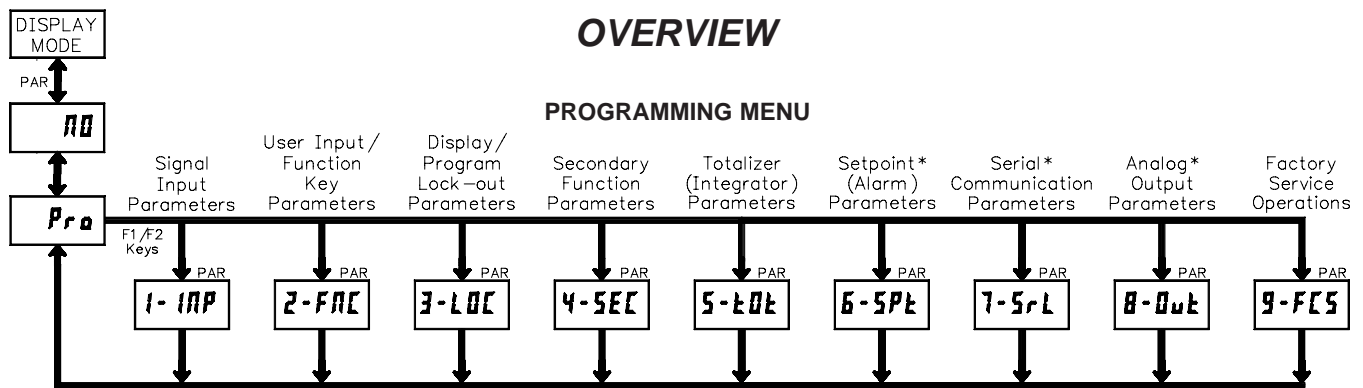 OVERVIEW
DISPLAY
MODE
PAR
NO
Pro
F1/F2
Keys
PROGRAMMING MENU
Signal
Input
Parameters
PAR
1-INP
User Input/
Function
Key
Parameters
PAR
2-FNC
Display/
Program
Lock-out
Parameters
PAR
3-LOC
Secondary
Function
Parameters
PAR
4-SEC
Totalizer
(Integrator)
Parameters
PAR
5-tOt
Setpoint*
(Alarm)
Parameters
PAR
6-SPt
Serial*
Communication
Parameters
PAR
7-SrL
Analog*
Output
Parameters
PAR
8-Out
Factory
Service
Operations
PAR
9-FCS